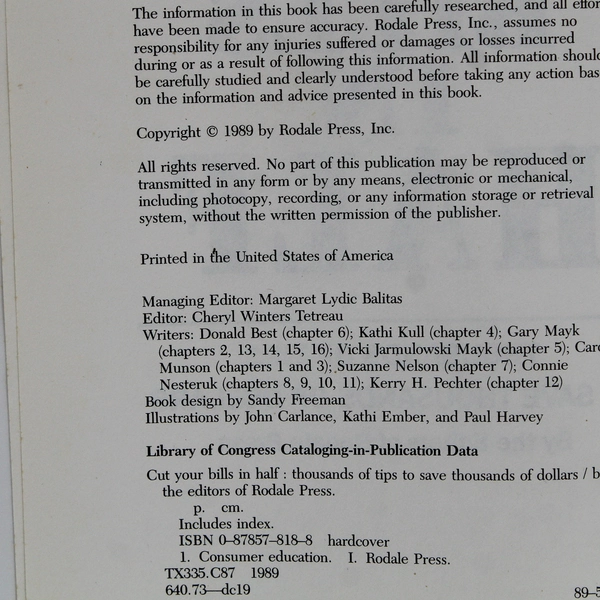 The information in this book has been carefully researched, and all effor
have been made to ensure accuracy. Rodale Press, Inc., assumes no
responsibility for any injuries suffered or damages or losses incurred
during or as a result of following this information. All information should
be carefully studied and clearly understood before taking any action bas
on the information and advice presented in this book.
Copyright © 1989 by Rodale Press, Inc.
All rights reserved. No part of this publication may be reproduced or
transmitted in any form or by any means, electronic or mechanical,
including photocopy, recording, or any information storage or retrieval
system, without the written permission of the publisher.
Printed in the United States of America
Managing Editor: Margaret Lydic Balitas
Editor: Cheryl Winters Tetreau
Writers: Donald Best (chapter 6); Kathi Kull (chapter 4); Gary Mayk
(chapters 2, 13, 14, 15, 16); Vicki Jarmulowski Mayk (chapter 5); Caro
Munson (chapters 1 and 3); Suzanne Nelson (chapter 7); Connie
Nesteruk (chapters 8, 9, 10, 11); Kerry H. Pechter (chapter 12)
Book design by Sandy Freeman
Illustrations by John Carlance, Kathi Ember, and Paul Harvey
Library of Congress Cataloging-in-Publication Data
Cut your bills in half : thousands of tips to save thousands of dollars / b
the editors of Rodale Press.
p. cm.
Includes index.
ISBN 0–87857–818–8 hardcover
1. Consumer education. I. Rodale Press.
TX335.C87 1989
640.73—dc19
89–5